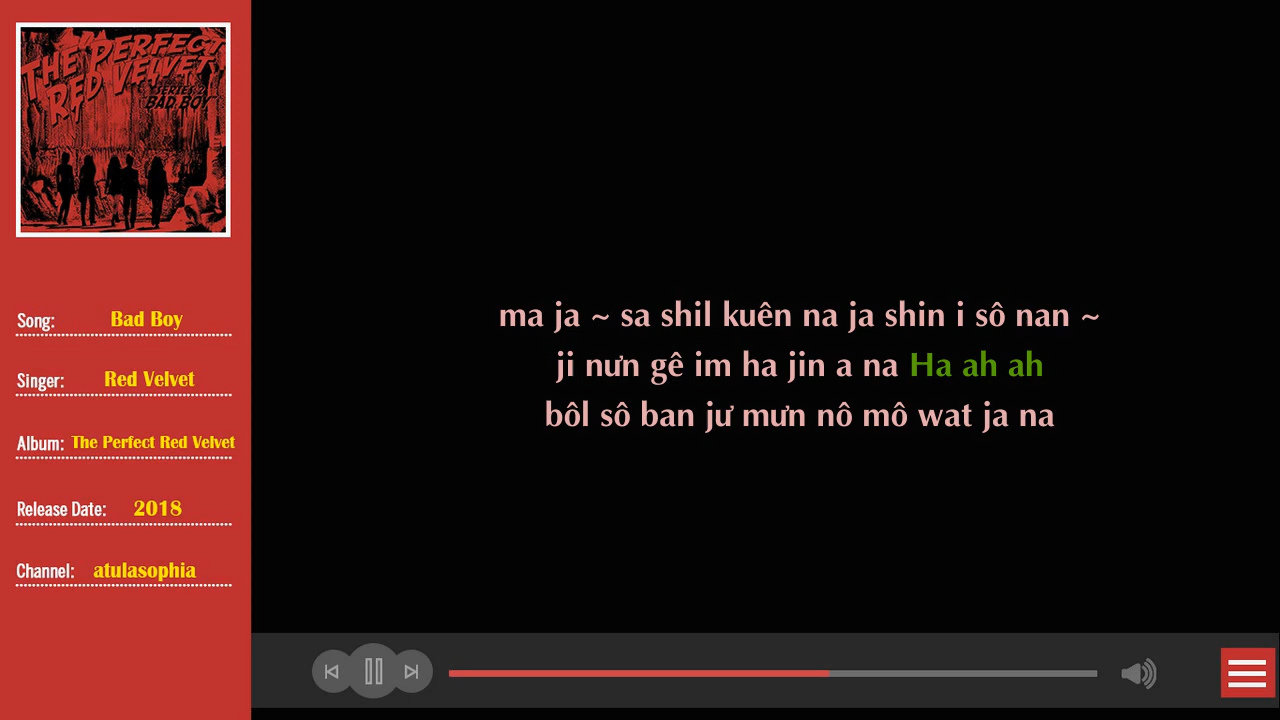 THE PERFECT
RED VELVET
SERIES 2
BAD BOY
Song: Bad Boy
Singer: Red Velvet
Album: The Perfect Red Velvet
Release Date: 2018
Channel: atulasophia
ma ja ~ sa shil kuên na ja shin i sô nan ~
ji nưn gê im ha jin a na Ha ah ah
bôl sô ban jư mưn nô mô wat ja na